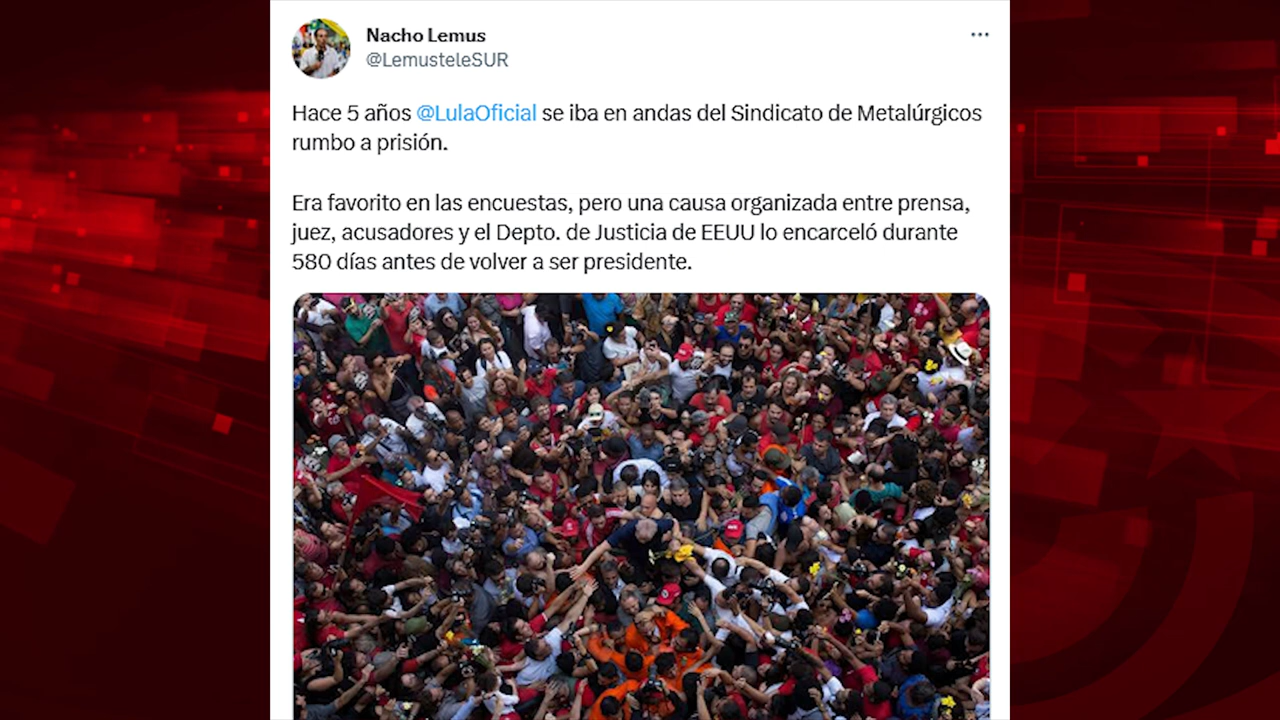 Nacho Lemus
@LemusteleSUR
Hace 5 años @LulaOficial se iba en andas del Sindicato de Metalúrgicos
rumbo a prisión.
Era favorito en las encuestas, pero una causa organizada entre prensa,
juez, acusadores y el Depto. de Justicia de EEUU lo encarceló durante
580 días antes de volver a ser presidente.